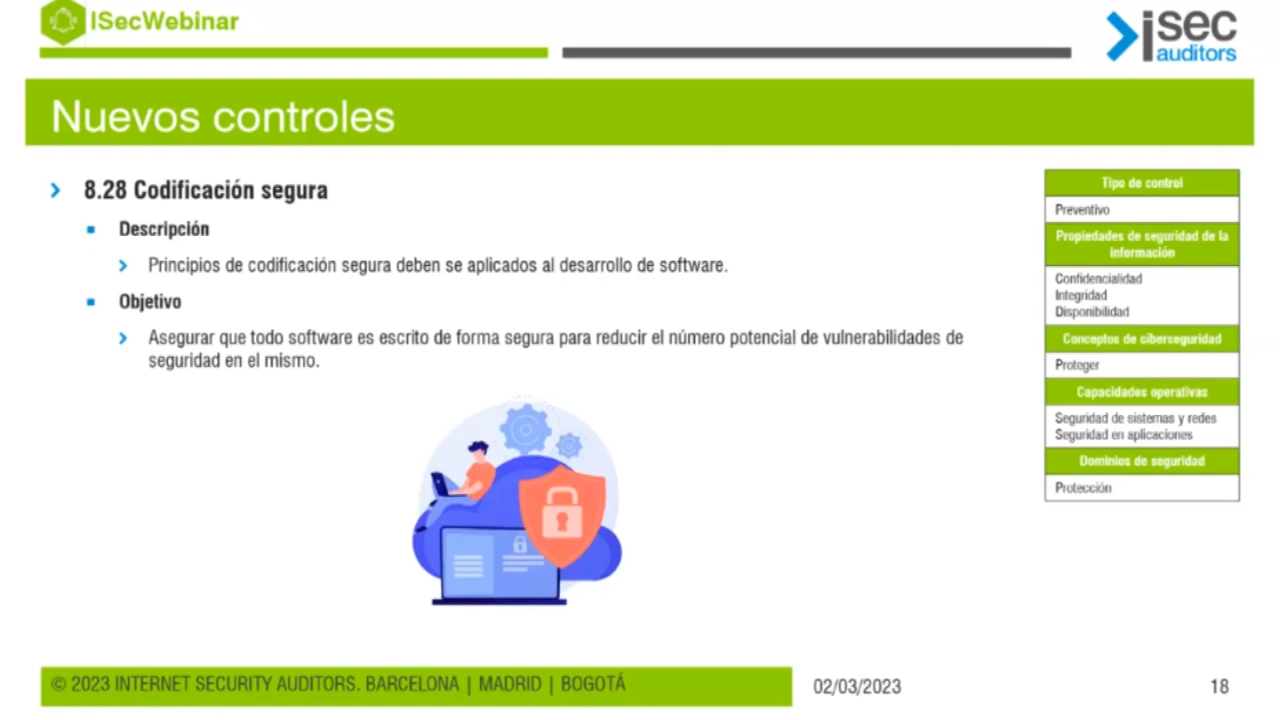 ISecWebinar
isec
auditors
Nuevos controles
8.28 Codificación segura
Descripción
Principios de codificación segura deben se aplicados al desarrollo de software.
Objetivo
Asegurar que todo software es escrito de forma segura para reducir el número potencial de vulnerabilidades de
seguridad en el mismo.
Tipo de control
Preventivo
Propiedades de seguridad de la
información
Confidencialidad
Integridad
Disponibilidad
Conceptos de ciberseguridad
Proteger
Capacidades operativas
Seguridad de sistemas y redes
Seguridad en aplicaciones
Dominios de seguridad
Protección
© 2023 INTERNET SECURITY AUDITORS. BARCELONA | MADRID | BOGOTÁ
02/03/2023
18